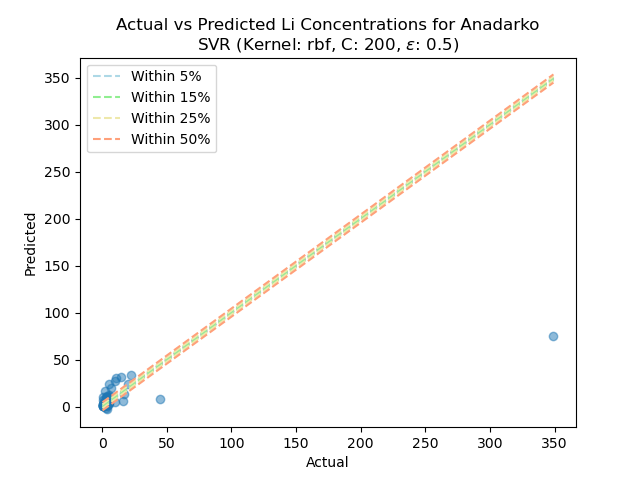 Actual vs Predicted Li Concentrations for Anadarko
SVR (Kernel: rbf, C: 200, ε: 0.5)
Within 5%
Within 15%
Within 25%
Within 50%
350
300
250
200
150
100
50
0
Predicted
0
50
100
150
200
250
300
350
Actual